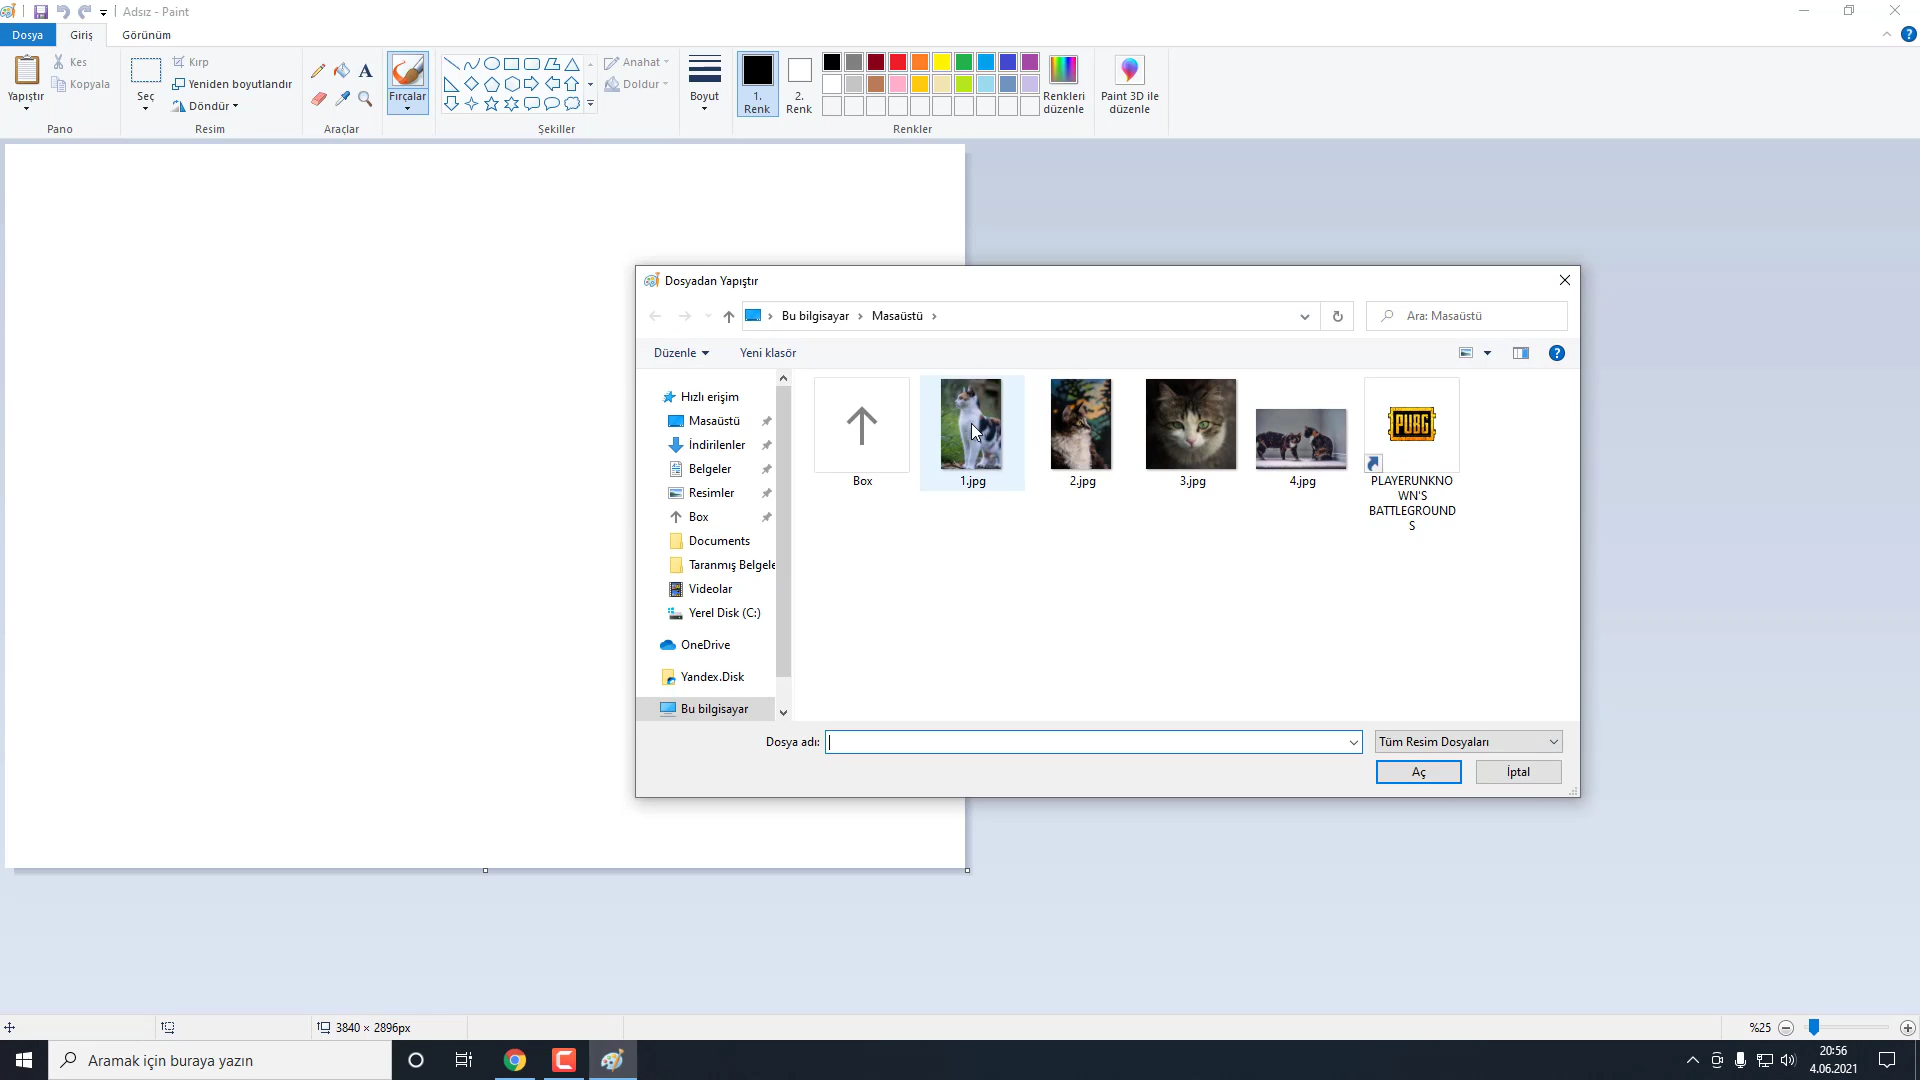 Adsız - Paint
Dosya
Giriş
Görünüm
Yapıştır
Kes
Kopyala
Pano
Seç
Kırp
Yeniden boyutlandır
Döndür
Resim
A
Araçlar
Fırçalar
Anahat
Doldur
Şekiller
Boyut
1.
Renk
2.
Renk
Renkleri
düzenle
Renkler
Paint 3D ile
düzenle
Dosyadan Yapıştır
Bu bilgisayar
Masaüstü
Ara: Masaüstü
Düzenle
Yeni klasör
Hızlı erişim
Masaüstü
İndirilenler
Belgeler
Resimler
Box
Documents
Taranmış Belgele
Videolar
Yerel Disk (C:)
OneDrive
Yandex.Disk
Bu bilgisayar
Box
1.jpg
2.jpg
3.jpg
4.jpg
PUBG
PLAYERUNKNO
WN'S
BATTLEGROUND
S
Dosya adı:
Tüm Resim Dosyaları
Aç
İptal
3840 × 2896px
%25
Aramak için buraya yazın
20:56
4.06.2021